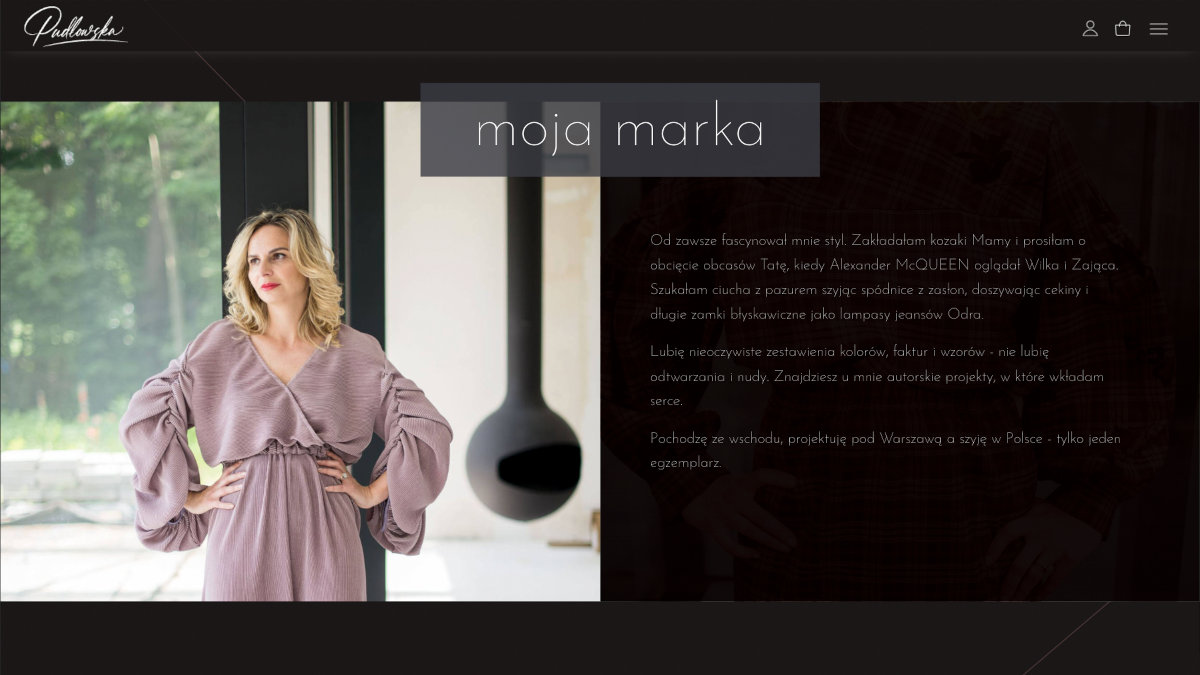 Pudlowska
moja marka
Od zawsze fascynował mnie styl. Zakładałam kozaki Mamy i prosiłam o
obcięcie obcasów Tatę, kiedy Alexander McQUEEN oglądał Wilka i Zająca.
Szukałam ciucha z pazurem szyjąc spódnice z zasłon, doszywając cekiny i
długie zamki błyskawiczne jako lampasy jeansów Odra.
Lubię nieoczywiste zestawienia kolorów, faktur i wzorów - nie lubię
odtwarzania i nudy. Znajdziesz u mnie autorskie projekty, w które wkładam
serce.
Pochodzę ze wschodu, projektuję pod Warszawą a szyję w Polsce - tylko jeden
egzemplarz.